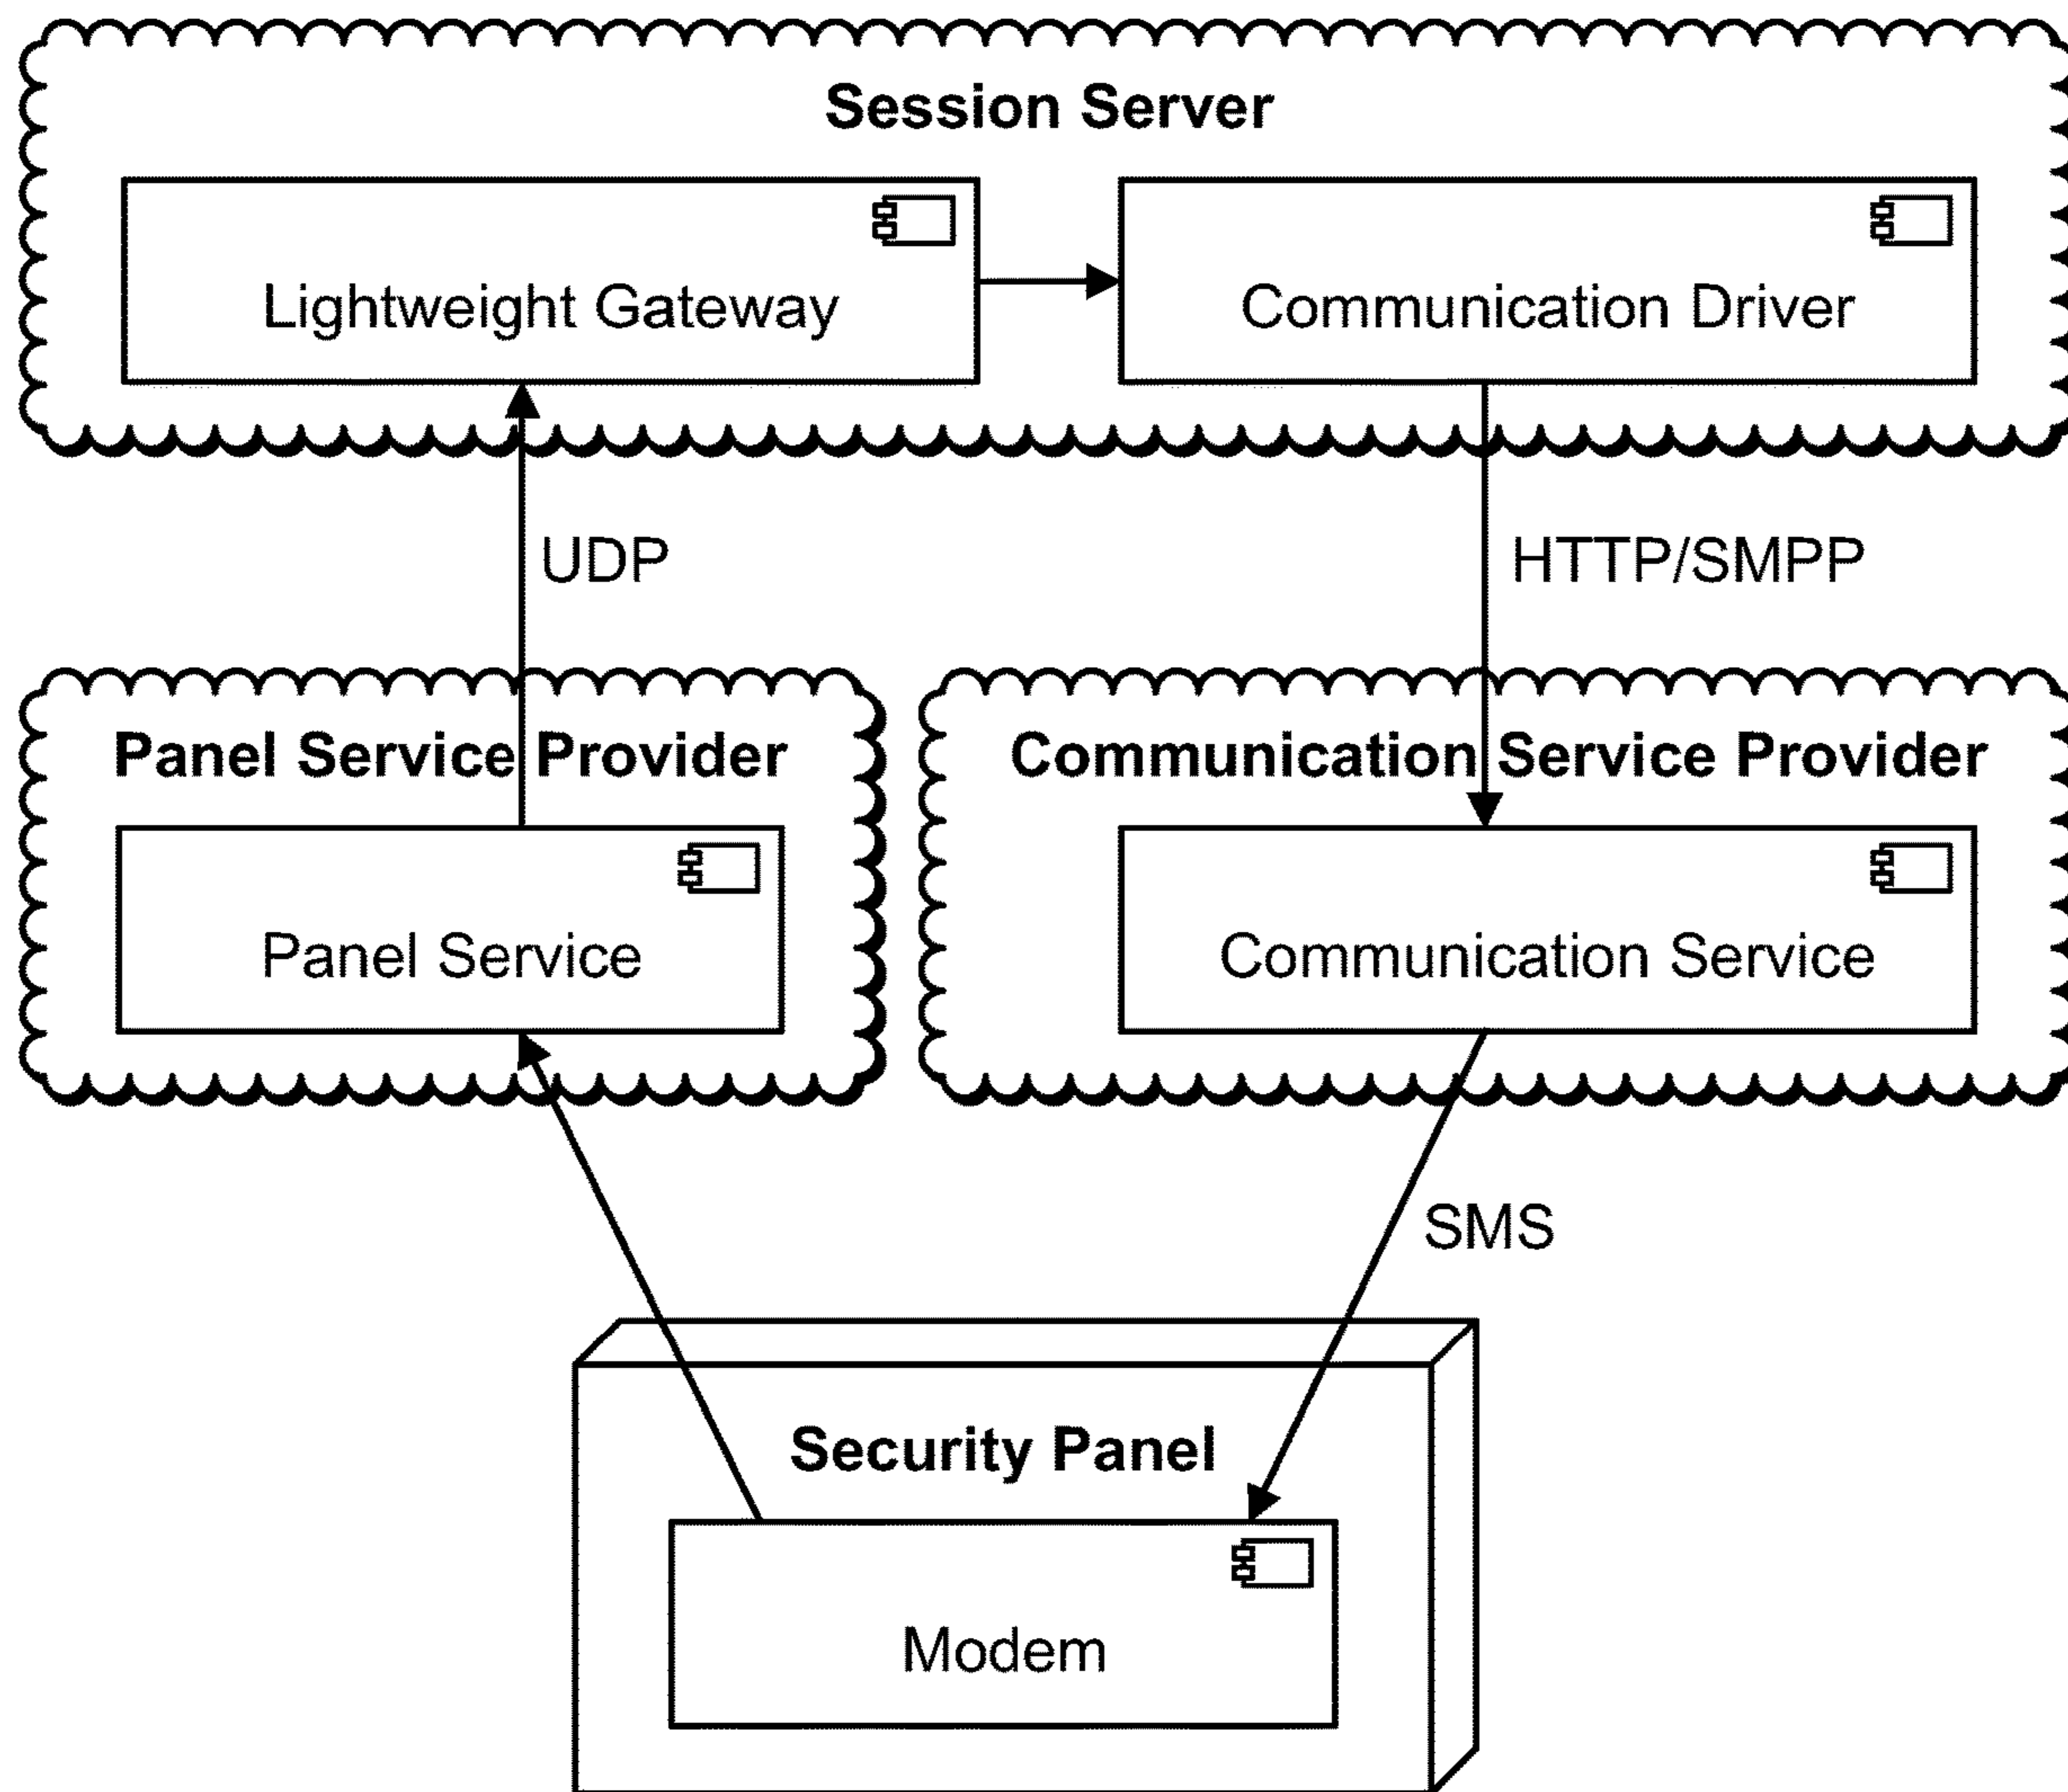 Session Server
Lightweight Gateway
Communication Driver
UDP
HTTP/SMPP
Panel Service Provider
Communication Service Provider
Panel Service
Communication Service
SMS
Security Panel
Modem